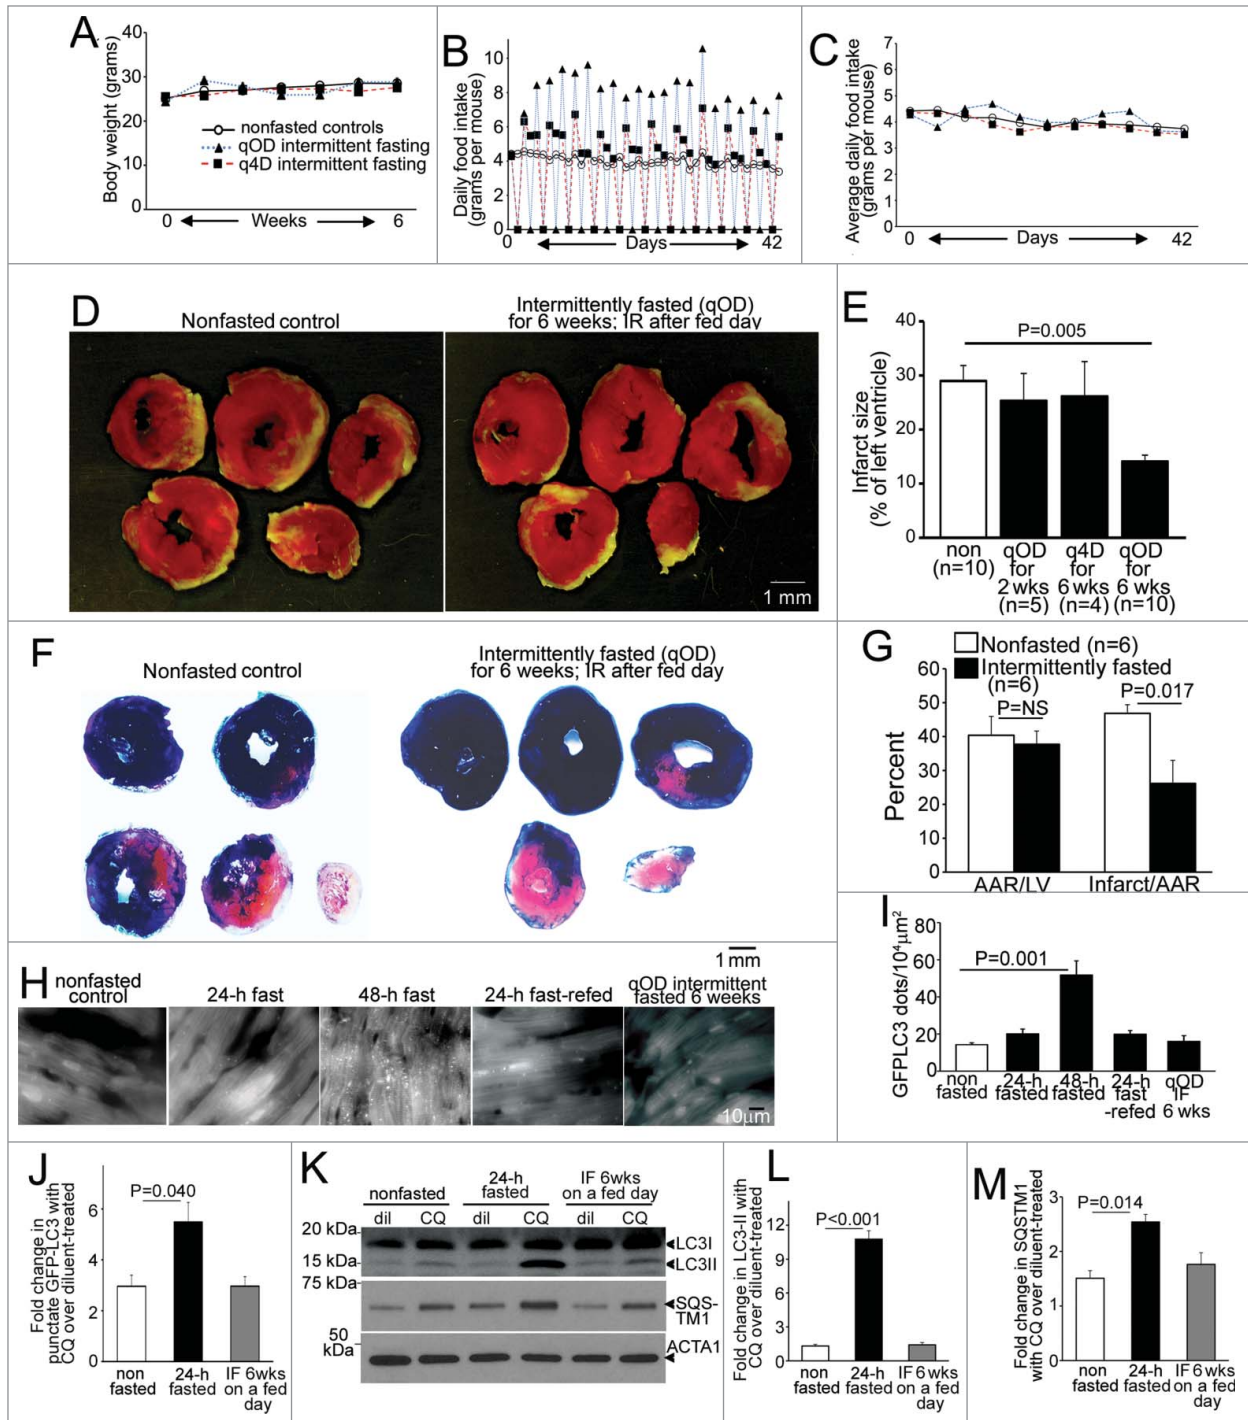 A
Body weight (grams)
40
30
20
10
0
nonfasted controls
qOD intermittent fasting
q4D intermittent fasting
0
Weeks
6
B
Daily food intake
(grams per mouse)
10
8
6
4
2
0
0
Days
42
C
Average daily food intake
(grams per mouse)
7
6
5
4
3
2
1
0
0
Days
42
D
Nonfasted control
Intermittently fasted (qOD)
for 6 weeks; IR after fed day
1 mm
E
Infarct size
(% of left ventricle)
40
30
20
10
0
P=0.005
non
(n=10)
qOD
for
2 wks
(n=5)
q4D
for
6 wks
(n=4)
qOD
for
6 wks
(n=10)
F
Nonfasted control
Intermittently fasted (qOD)
for 6 weeks; IR after fed day
1 mm
G
Nonfasted (n=6)
Intermittently fasted
(n=6)
Percent
60
50
40
30
20
10
0
P=NS
P=0.017
AAR/LV
Infarct/AAR
H
nonfasted
control
24-h fast
48-h fast
24-h fast-refed
qOD intermittent
fasted 6 weeks
10μm
I
GFPLC3 dots/10⁴μm²
80
60
40
20
0
P=0.001
non
fasted
24-h
fasted
48-h
fasted
24-h
fast
-refed
qOD
IF
6 wks
J
Fold change in
punctate GFP-LC3 with
CQ over diluent-treated
6
4
2
0
P=0.040
non
fasted
24-h
fasted
IF 6wks
on a fed
day
K
nonfasted
24-h
fasted
IF 6wks
on a fed day
dil CQ dil CQ dil CQ
20 kDa
15 kDa
75 kDa
50
kDa
LC3I
LC3II
SQS-
TM1
ACTA1
L
Fold change in LC3-II with
CQ over diluent-treated
12
9
6
3
0
P<0.001
non
fasted
24-h
fasted
IF 6wks
on a fed
day
M
Fold change in SQSTM1
with CQ over diluent-treated
3
2
1
0
P=0.014
non
fasted
24-h
fasted
IF 6 wks
on a fed
day